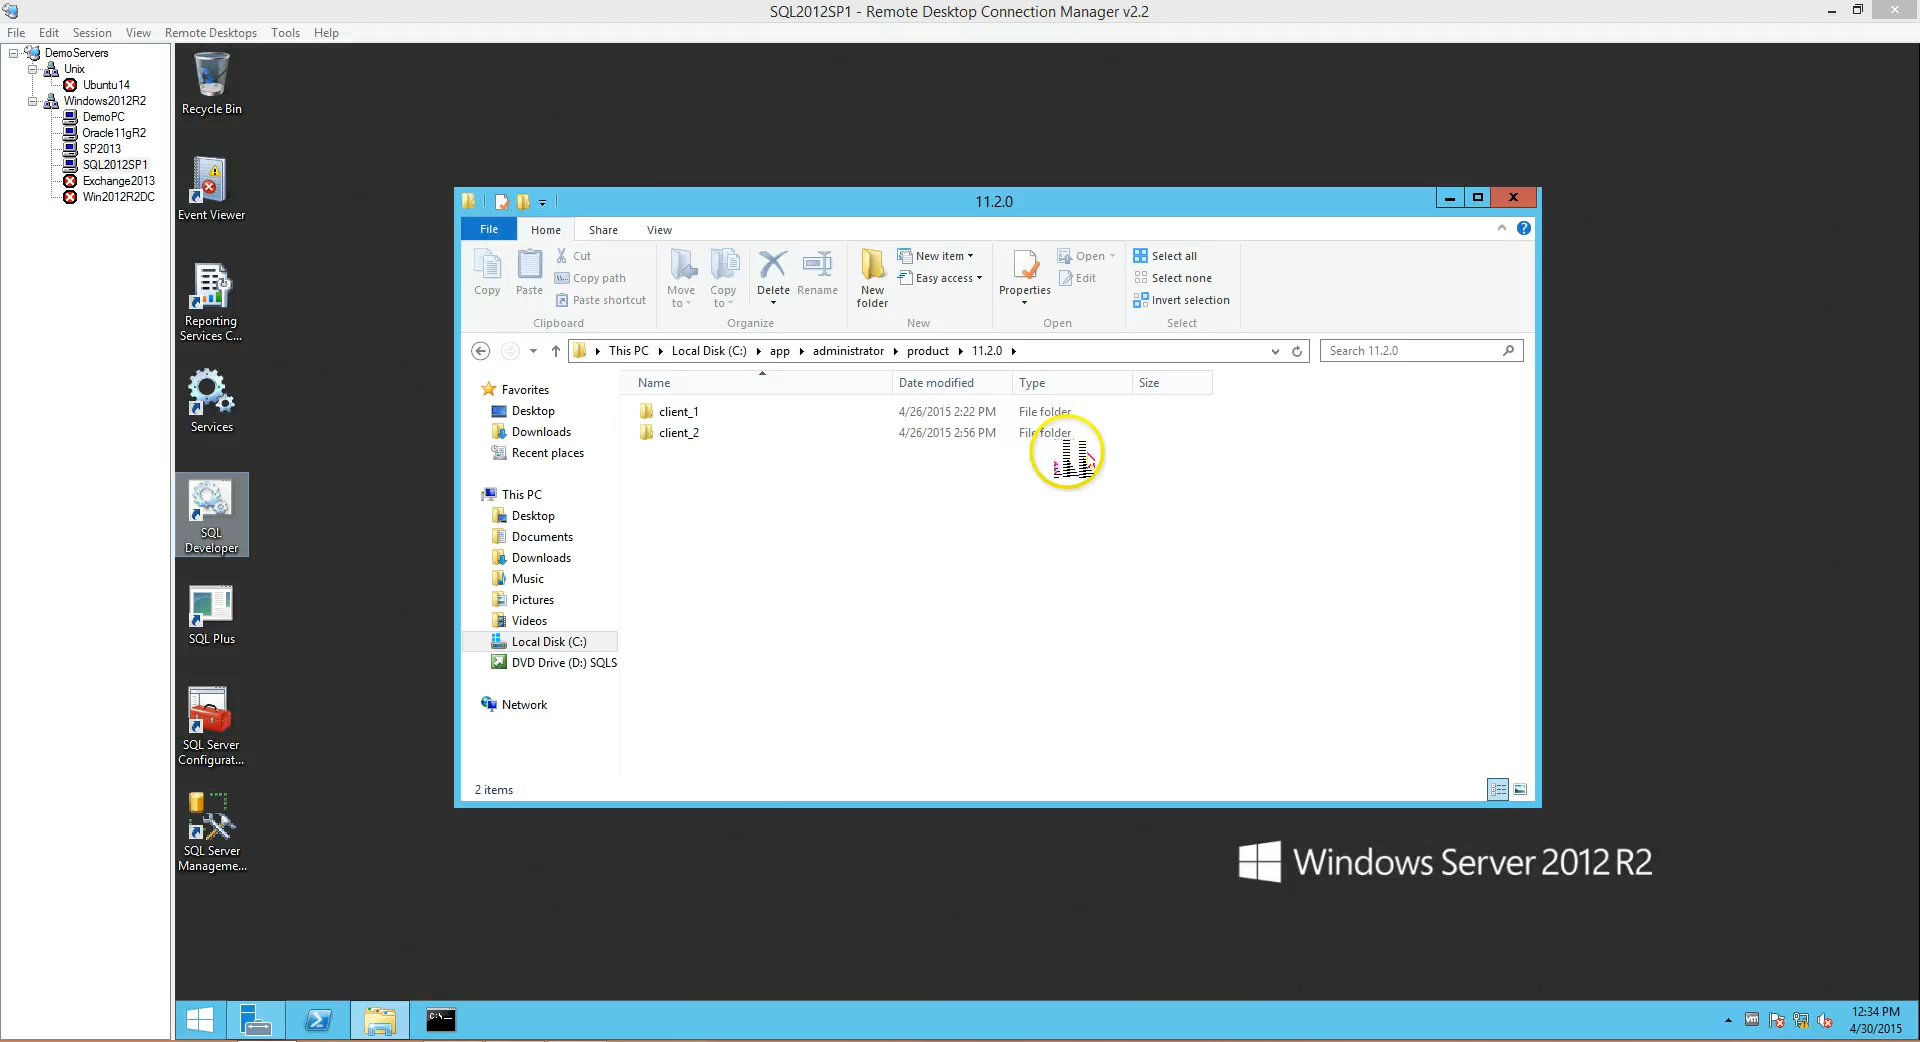 SQL2012SP1 - Remote Desktop Connection Manager v2.2
File Edit Session View Remote Desktops Tools Help
DemoServers
Unix
Ubuntu14
Windows2012R2
DemoPC
Oracle11gR2
SP2013
SQL2012SP1
Exchange2013
Win2012R2DC
Recycle Bin
Event Viewer
Reporting
Services C...
Services
SQL
Developer
SQL Plus
SQL Server
Configurat...
SQL Server
Manageme...
11.2.0
File Home Share View
Copy
Paste
Cut
Copy path
Paste shortcut
Clipboard
Move
to
Copy
to
Delete
Rename
Organize
New
folder
New item
Easy access
New
Properties
Open
Edit
Open
Select all
Select none
Invert selection
Select
This PC Local Disk (C:) app administrator product 11.2.0
Search 11.2.0
Favorites
Desktop
Downloads
Recent places
This PC
Desktop
Documents
Downloads
Music
Pictures
Videos
Local Disk (C:)
DVD Drive (D:) SQLS
Network
Name Date modified Type Size
client_1 4/26/2015 2:22 PM File folder
client_2 4/26/2015 2:56 PM File folder
2 items
Windows Server 2012 R2
C:\
12:34 PM
4/30/2015